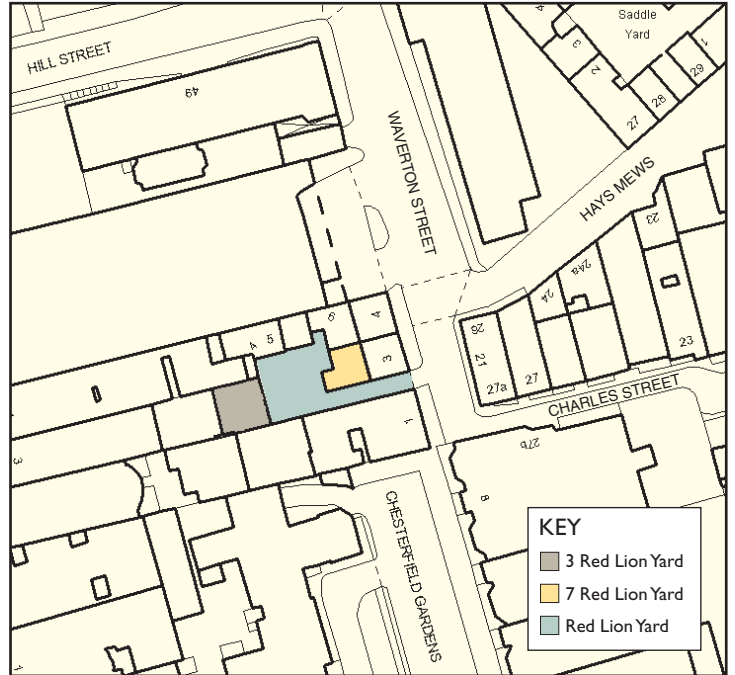 HILL STREET
49
WAVERTON STREET
Saddle
Yard
4
3
2
1
29
28
27
HAYS MEWS
23
24a
24
26
21
27a
27
23
CHARLES STREET
6
4
5
4
3
1
27b
8
3
CHESTERFIELD GARDENS
1
KEY
3 Red Lion Yard
7 Red Lion Yard
Red Lion Yard